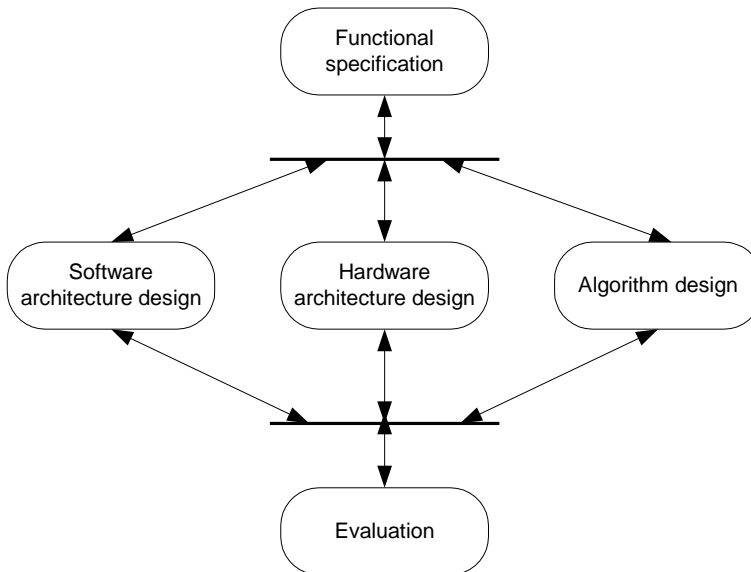 Functional
specification
Software
architecture design
Hardware
architecture design
Algorithm design
Evaluation